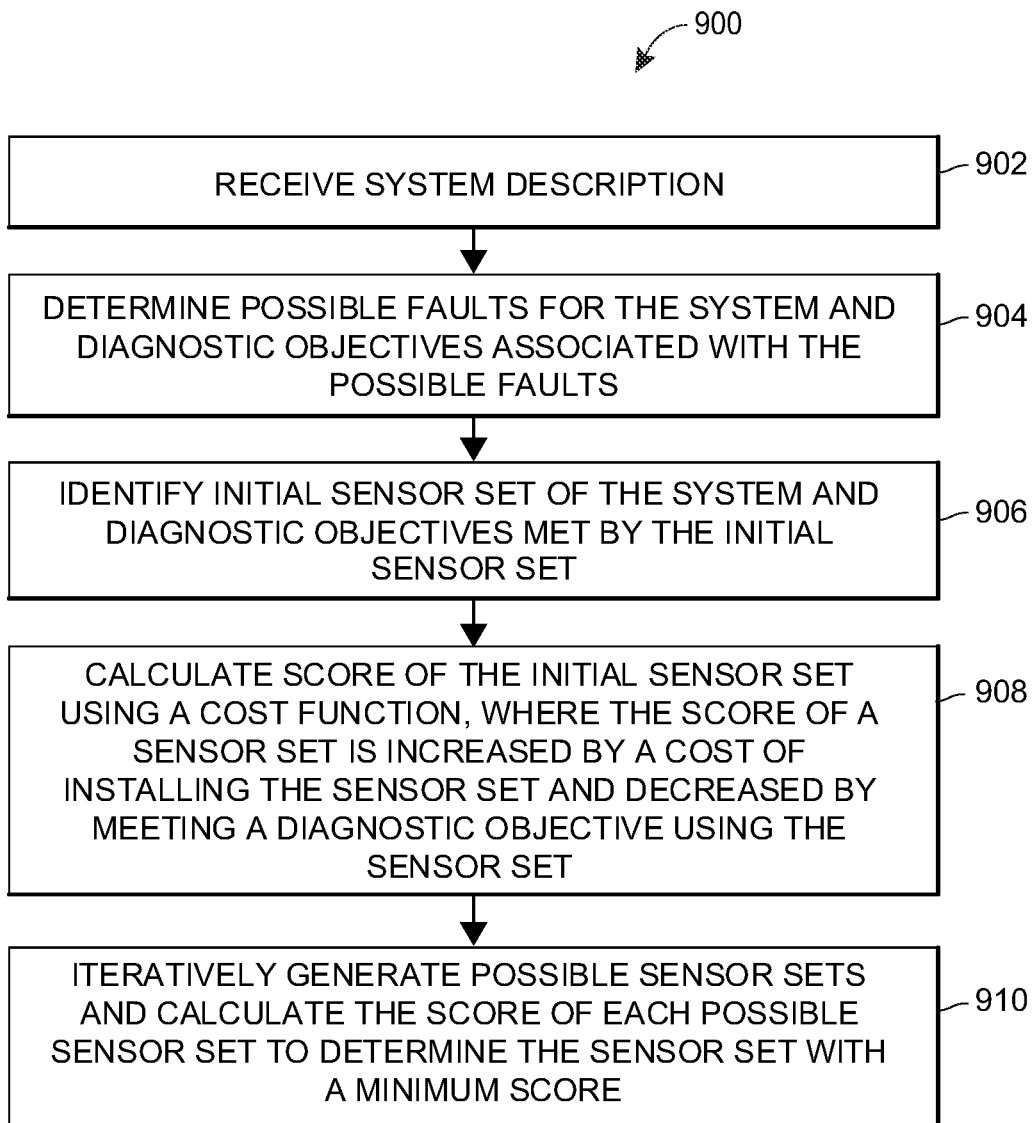 900
RECEIVE SYSTEM DESCRIPTION
902
DETERMINE POSSIBLE FAULTS FOR THE SYSTEM AND
DIAGNOSTIC OBJECTIVES ASSOCIATED WITH THE
POSSIBLE FAULTS
904
IDENTIFY INITIAL SENSOR SET OF THE SYSTEM AND
DIAGNOSTIC OBJECTIVES MET BY THE INITIAL
SENSOR SET
906
CALCULATE SCORE OF THE INITIAL SENSOR SET
USING A COST FUNCTION, WHERE THE SCORE OF A
SENSOR SET IS INCREASED BY A COST OF
INSTALLING THE SENSOR SET AND DECREASED BY
MEETING A DIAGNOSTIC OBJECTIVE USING THE
SENSOR SET
908
ITERATIVELY GENERATE POSSIBLE SENSOR SETS
AND CALCULATE THE SCORE OF EACH POSSIBLE
SENSOR SET TO DETERMINE THE SENSOR SET WITH
A MINIMUM SCORE
910